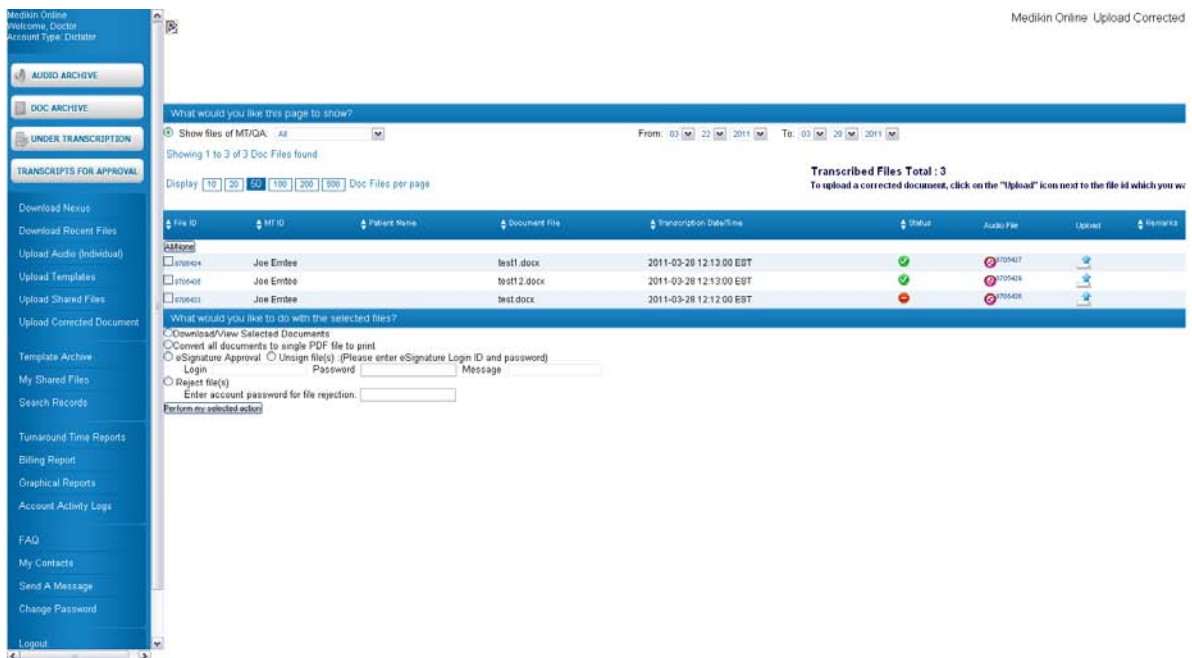 Medikin Online
Welcome, Doctor
Account Type: Dictator
AUDIO ARCHIVE
DOC ARCHIVE
UNDER TRANSCRIPTION
TRANSCRIPTS FOR APPROVAL
Download Nexus
Download Recent Files
Upload Audio (Individual)
Upload Templates
Upload Shared Files
Upload Corrected Document
Template Archive
My Shared Files
Search Records
Turnaround Time Reports
Billing Report
Graphical Reports
Account Activity Logs
FAQ
My Contacts
Send A Message
Change Password
Logout
Medikin Online Upload Corrected
What would you like this page to show?
Show files of MT/QA: All From: 03 22 2011 To: 03 29 2011
Showing 1 to 3 of 3 Doc Files found
Display 10 20 50 100 200 500 Doc Files per page
Transcribed Files Total : 3
To upload a corrected document, click on the "Upload" icon next to the file id which you wa
File ID MT ID Patient Name Document File Transcription Date/Time Status Audio File Upload Remarks
All/None
8705404 Joe Emtee test1.docx 2011-03-28 12:13:00 EST 8705427
Joe Emtee test12.docx 2011-03-28 12:13:00 EST
Joe Emtee test.docx 2011-03-28 12:12:00 EST
What would you like to do with the selected files?
Download/View Selected Documents
Convert all documents to single PDF file to print
eSignature Approval Unsign file(s) :(Please enter eSignature Login ID and password)
Login Password Message
Reject file(s)
Enter account password for file rejection:
Perform my selected action